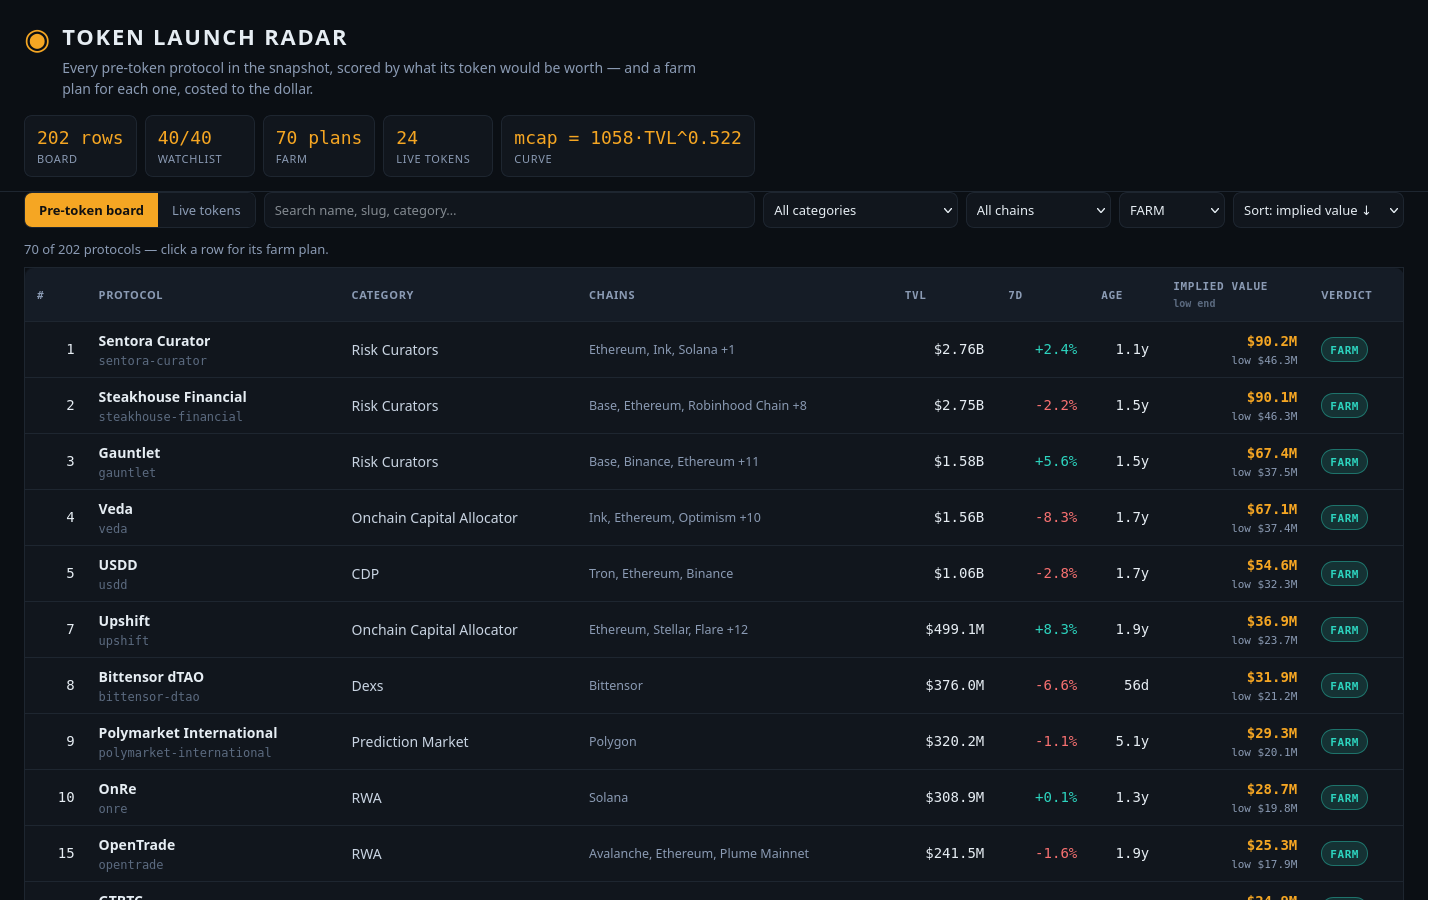 TOKEN LAUNCH RADAR
Every pre-token protocol in the snapshot, scored by what its token would be worth — and a farm
plan for each one, costed to the dollar.
202 rows
BOARD
40/40
WATCHLIST
70 plans
FARM
24
LIVE TOKENS
mcap = 1058·TVL^0.522
CURVE
Pre-token board Live tokens Search name, slug, category... All categories All chains FARM Sort: implied value ↓
70 of 202 protocols — click a row for its farm plan.
# PROTOCOL CATEGORY CHAINS TVL 7D AGE IMPLIED VALUE VERDICT
low end
1 Sentora Curator Risk Curators Ethereum, Ink, Solana +1 $2.76B +2.4% 1.1y $90.2M FARM
sentora-curator low $46.3M
2 Steakhouse Financial Risk Curators Base, Ethereum, Robinhood Chain +8 $2.75B -2.2% 1.5y $90.1M FARM
steakhouse-financial low $46.3M
3 Gauntlet Risk Curators Base, Binance, Ethereum +11 $1.58B +5.6% 1.5y $67.4M FARM
gauntlet low $37.5M
4 Veda Onchain Capital Allocator Ink, Ethereum, Optimism +10 $1.56B -8.3% 1.7y $67.1M FARM
veda low $37.4M
5 USDD CDP Tron, Ethereum, Binance $1.06B -2.8% 1.7y $54.6M FARM
usdd low $32.3M
7 Upshift Onchain Capital Allocator Ethereum, Stellar, Flare +12 $499.1M +8.3% 1.9y $36.9M FARM
upshift low $23.7M
8 Bittensor dTAO Dexs Bittensor $376.0M -6.6% 56d $31.9M FARM
bittensor-dtao low $21.2M
9 Polymarket International Prediction Market Polygon $320.2M -1.1% 5.1y $29.3M FARM
polymarket-international low $20.1M
10 OnRe RWA Solana $308.9M +0.1% 1.3y $28.7M FARM
onre low $19.8M
15 OpenTrade RWA Avalanche, Ethereum, Plume Mainnet $241.5M -1.6% 1.9y $25.3M FARM
opentrade low $17.9M